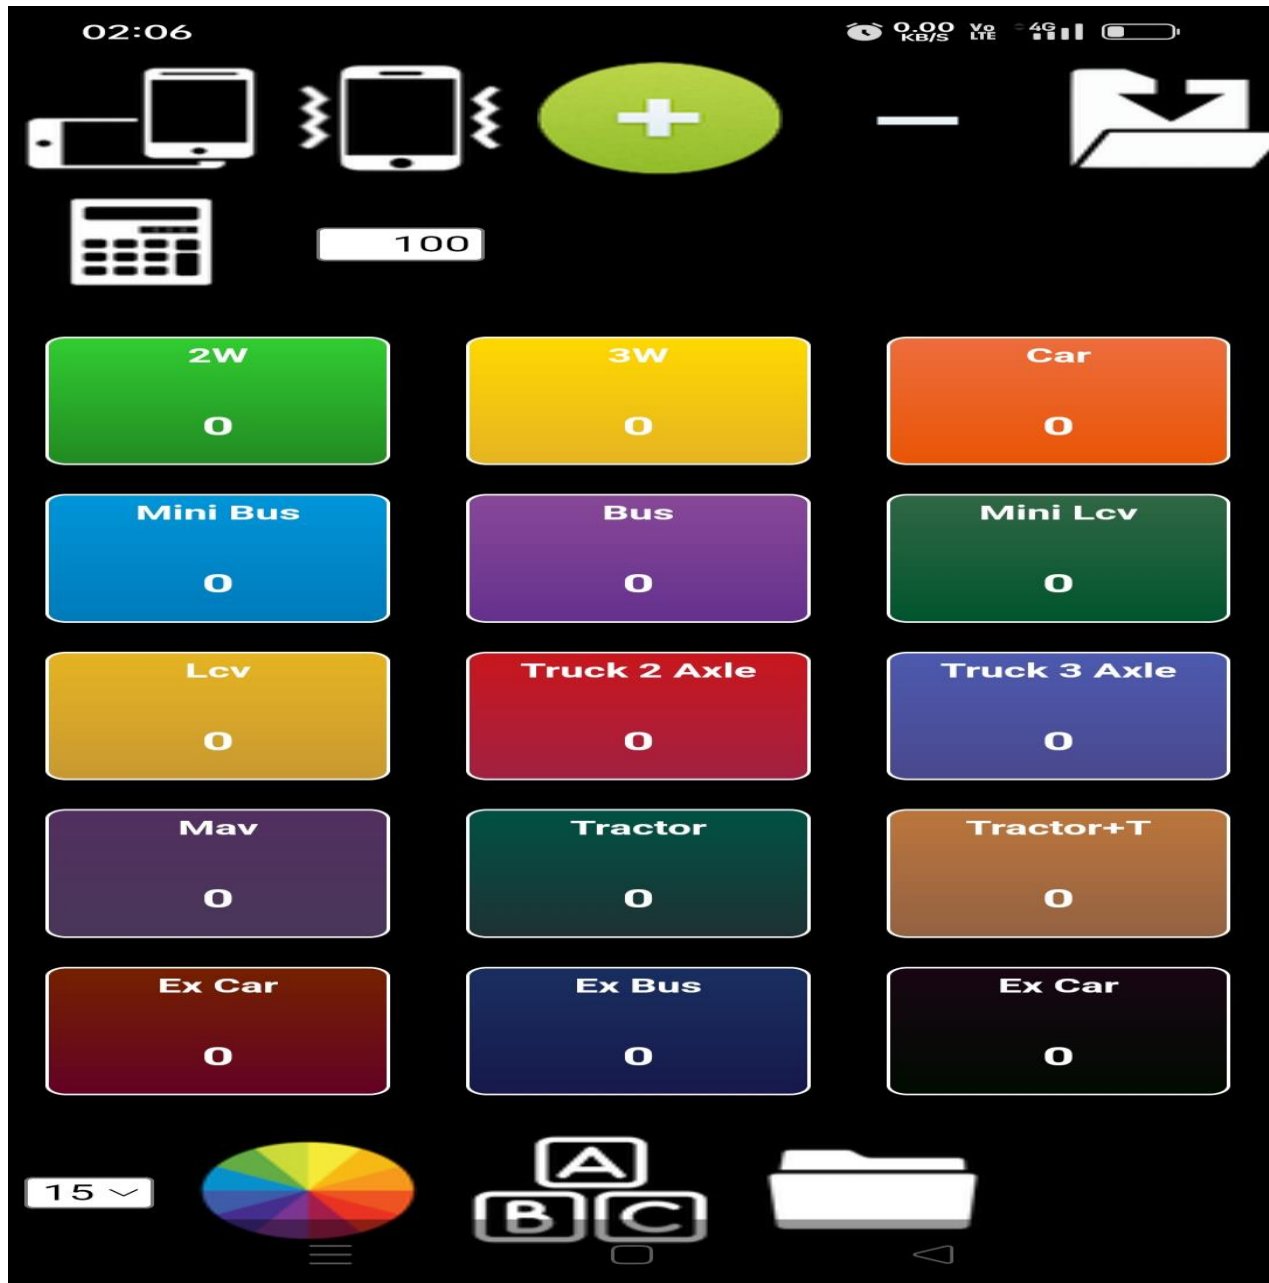 02:06 0.00 KB/S Vo LTE 4G
100
2W 3W Car
0 0 0
Mini Bus Bus Mini Lcv
0 0 0
Lcv Truck 2 Axle Truck 3 Axle
0 0 0
Mav Tractor Tractor+T
0 0 0
Ex Car Ex Bus Ex Car
0 0 0
A
15 B C